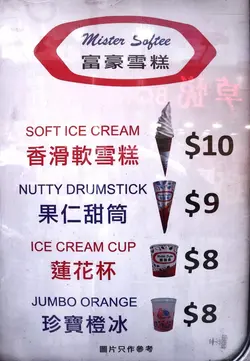 Mister Softee
富豪雪糕
SOFT ICE CREAM
香滑軟雪糕
$10
NUTTY DRUMSTICK
果仁甜筒
$9
ICE CREAM CUP
蓮花杯
$8
JUMBO ORANGE
珍寶橙冰
$8
圖片只作參考